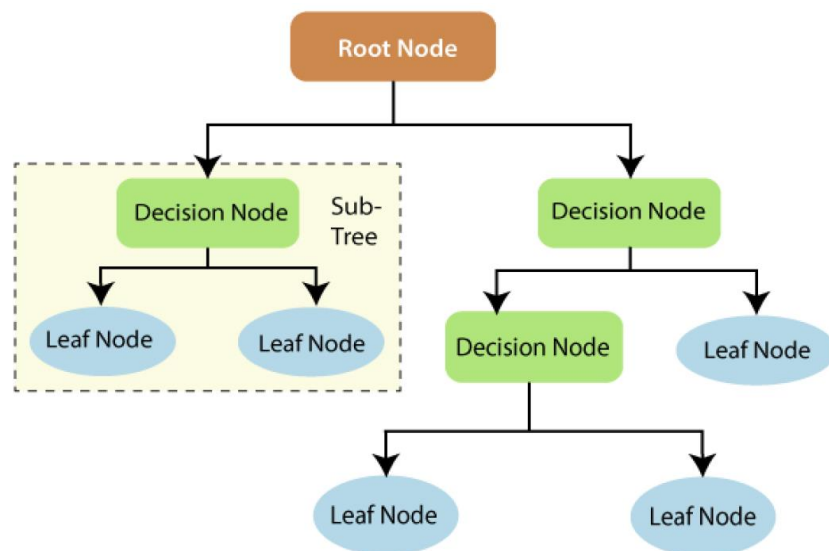 Root Node
Decision Node
Sub-
Tree
Decision Node
Leaf Node
Leaf Node
Decision Node
Leaf Node
Leaf Node
Leaf Node